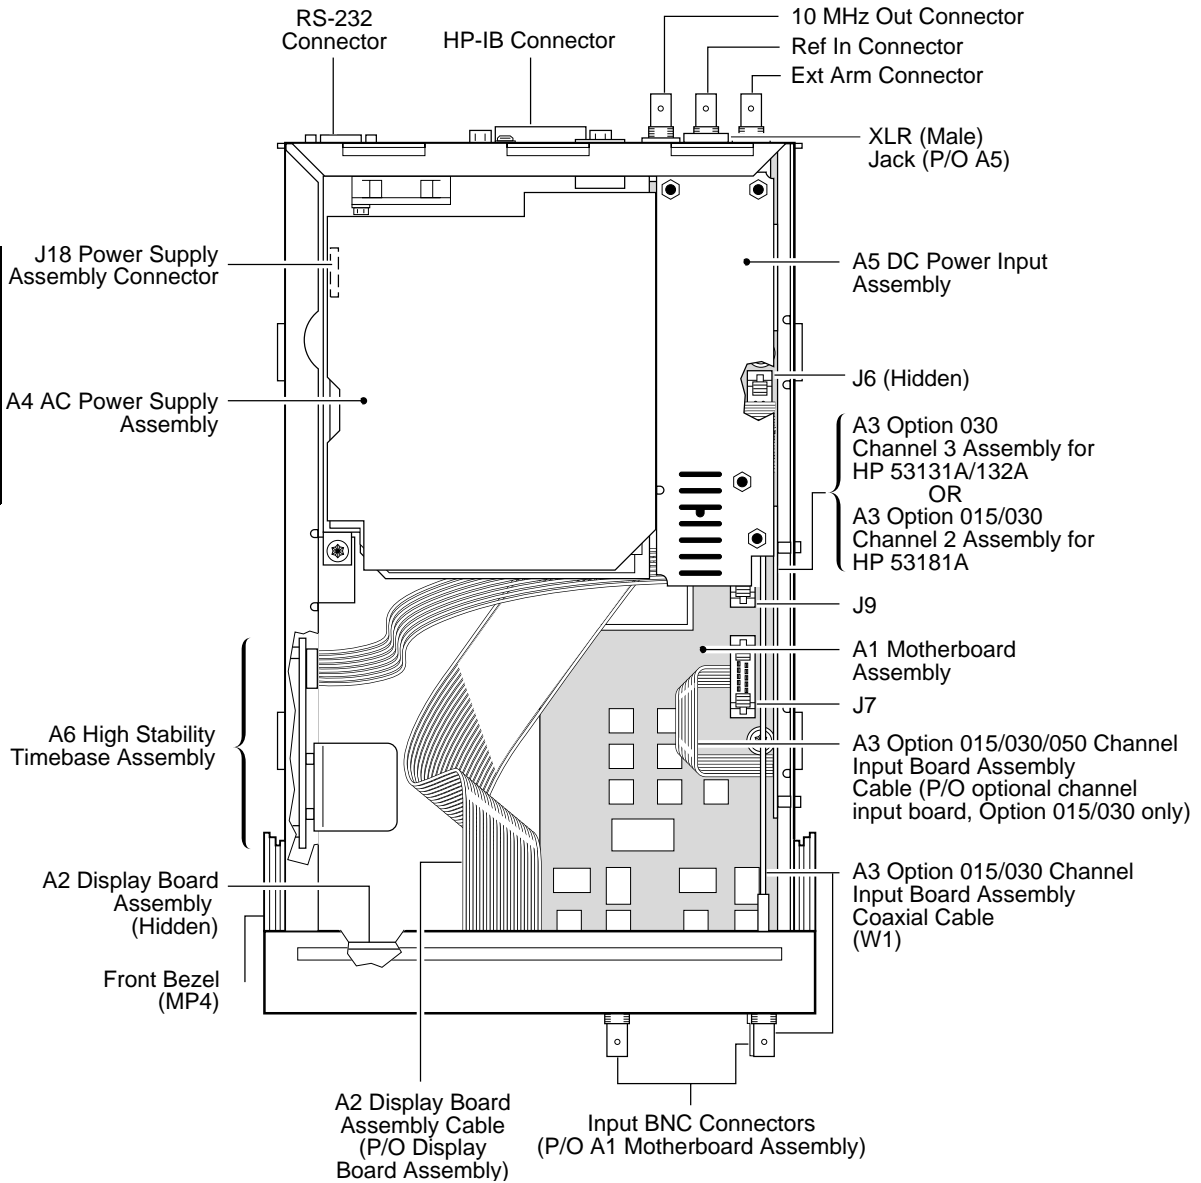 RS-232
Connector
HP-IB Connector
10 MHz Out Connector
Ref In Connector
Ext Arm Connector
XLR (Male)
Jack (P/O A5)
J18 Power Supply
Assembly Connector
A5 DC Power Input
Assembly
J6 (Hidden)
A4 AC Power Supply
Assembly
A3 Option 030
Channel 3 Assembly for
HP 53131A/132A
OR
A3 Option 015/030
Channel 2 Assembly for
HP 53181A
J9
A1 Motherboard
Assembly
J7
A6 High Stability
Timebase Assembly
A3 Option 015/030/050 Channel
Input Board Assembly
Cable (P/O optional channel
input board, Option 015/030 only)
A2 Display Board
Assembly
(Hidden)
A3 Option 015/030 Channel
Input Board Assembly
Coaxial Cable
(W1)
Front Bezel
(MP4)
A2 Display Board
Assembly Cable
(P/O Display
Board Assembly)
Input BNC Connectors
(P/O A1 Motherboard Assembly)